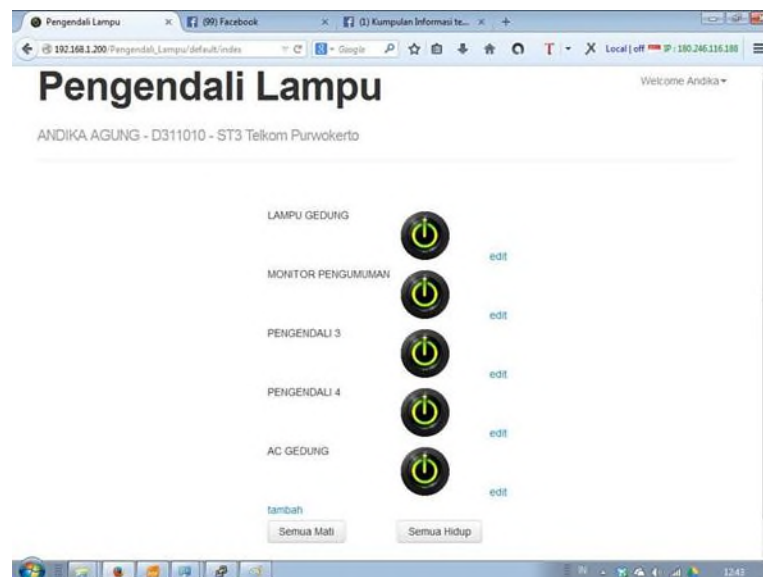 Pengendali Lampu
(99) Facebook
(1) Kumpulan Informasi te...
192.168.1.200/Pengendali_Lampu/default/index
Google
Local | off IP : 180.246.116.188
Pengendali Lampu
Welcome Andika
ANDIKA AGUNG - D311010 - ST3 Telkom Purwokerto
LAMPU GEDUNG
edit
MONITOR PENGUMUMAN
edit
PENGENDALI 3
edit
PENGENDALI 4
edit
AC GEDUNG
edit
tambah
Semua Mati
Semua Hidup
IN
12:43